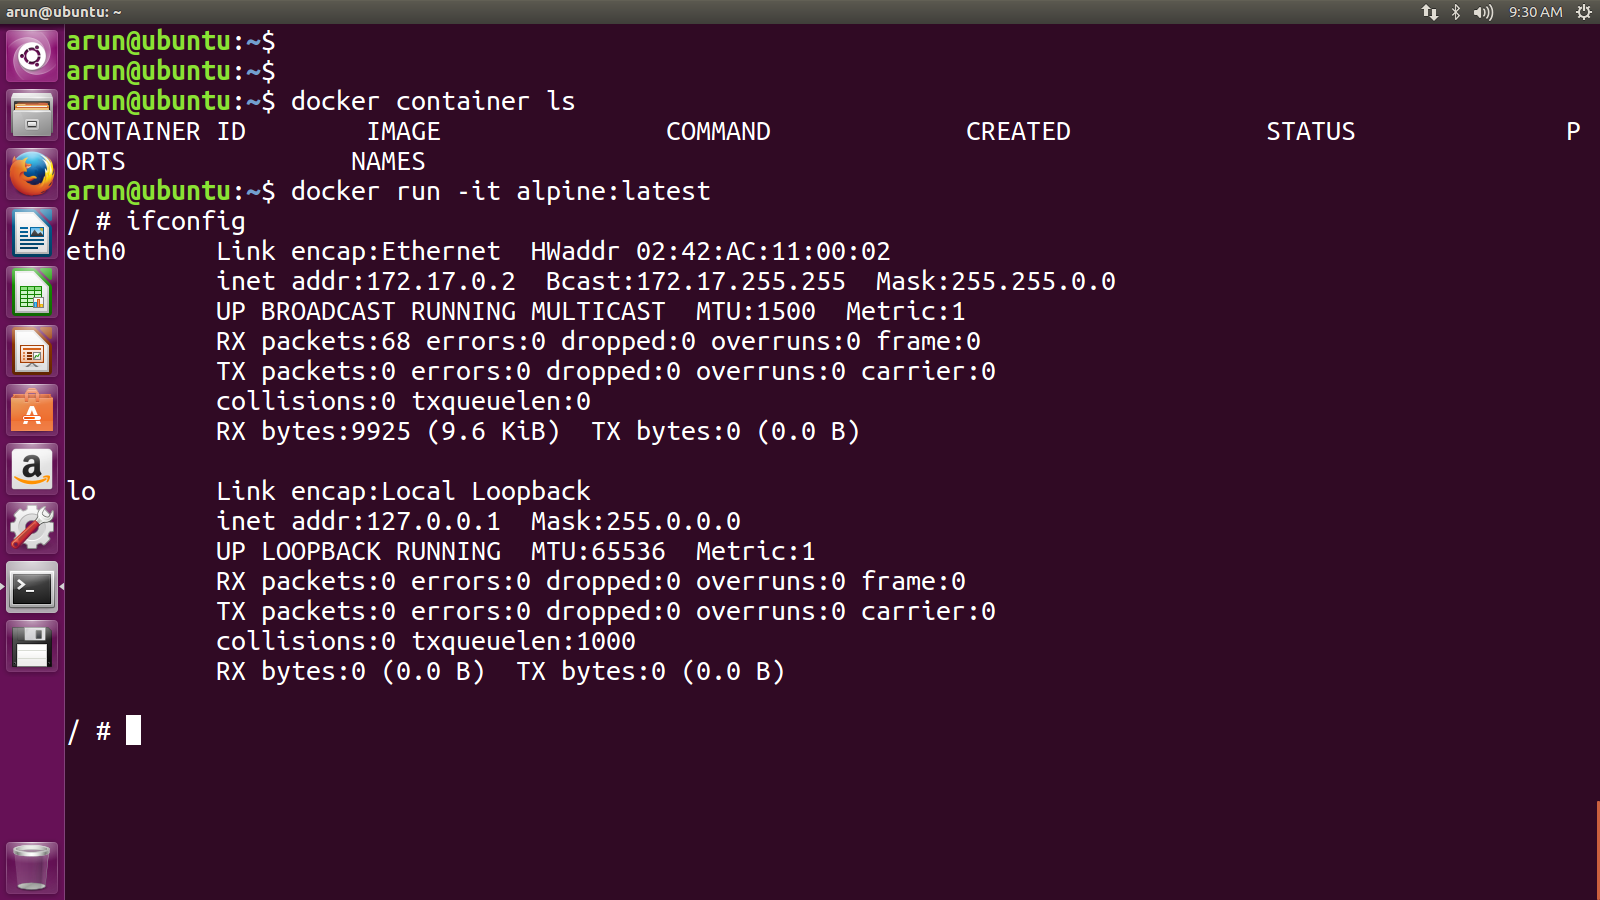 arun@ubuntu: ~
9:30 AM
arun@ubuntu:~$
arun@ubuntu:~$
arun@ubuntu:~$ docker container ls
CONTAINER ID        IMAGE               COMMAND             CREATED             STATUS              P
ORTS               NAMES
arun@ubuntu:~$ docker run -it alpine:latest
/ # ifconfig
eth0      Link encap:Ethernet  HWaddr 02:42:AC:11:00:02
          inet addr:172.17.0.2  Bcast:172.17.255.255  Mask:255.255.0.0
          UP BROADCAST RUNNING MULTICAST  MTU:1500  Metric:1
          RX packets:68 errors:0 dropped:0 overruns:0 frame:0
          TX packets:0 errors:0 dropped:0 overruns:0 carrier:0
          collisions:0 txqueuelen:0
          RX bytes:9925 (9.6 KiB)  TX bytes:0 (0.0 B)
lo        Link encap:Local Loopback
          inet addr:127.0.0.1  Mask:255.0.0.0
          UP LOOPBACK RUNNING  MTU:65536  Metric:1
          RX packets:0 errors:0 dropped:0 overruns:0 frame:0
          TX packets:0 errors:0 dropped:0 overruns:0 carrier:0
          collisions:0 txqueuelen:1000
          RX bytes:0 (0.0 B)  TX bytes:0 (0.0 B)
/ #